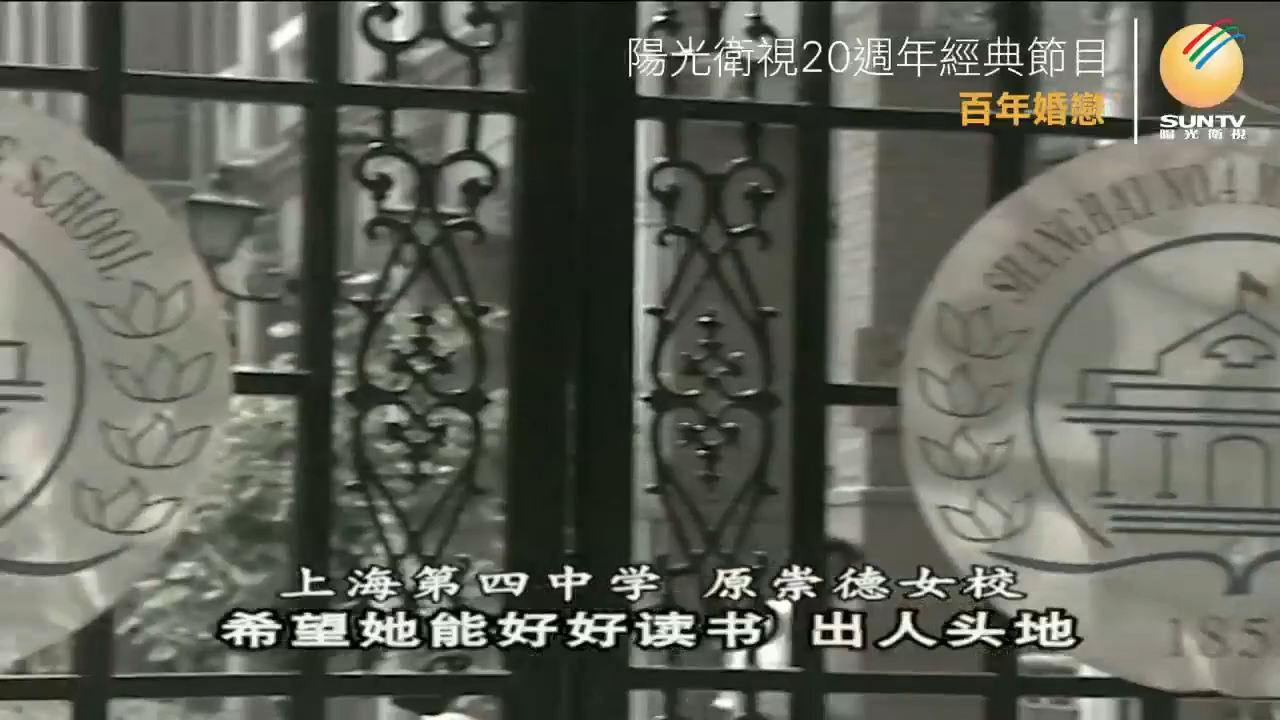 陽光衛視20週年經典節目
百年婚戀
SUNTV
陽光衛視
SCHOOL
SHANGHAI NO.4
185
上海第四中学 原崇德女校
希望她能好好读书 出人头地